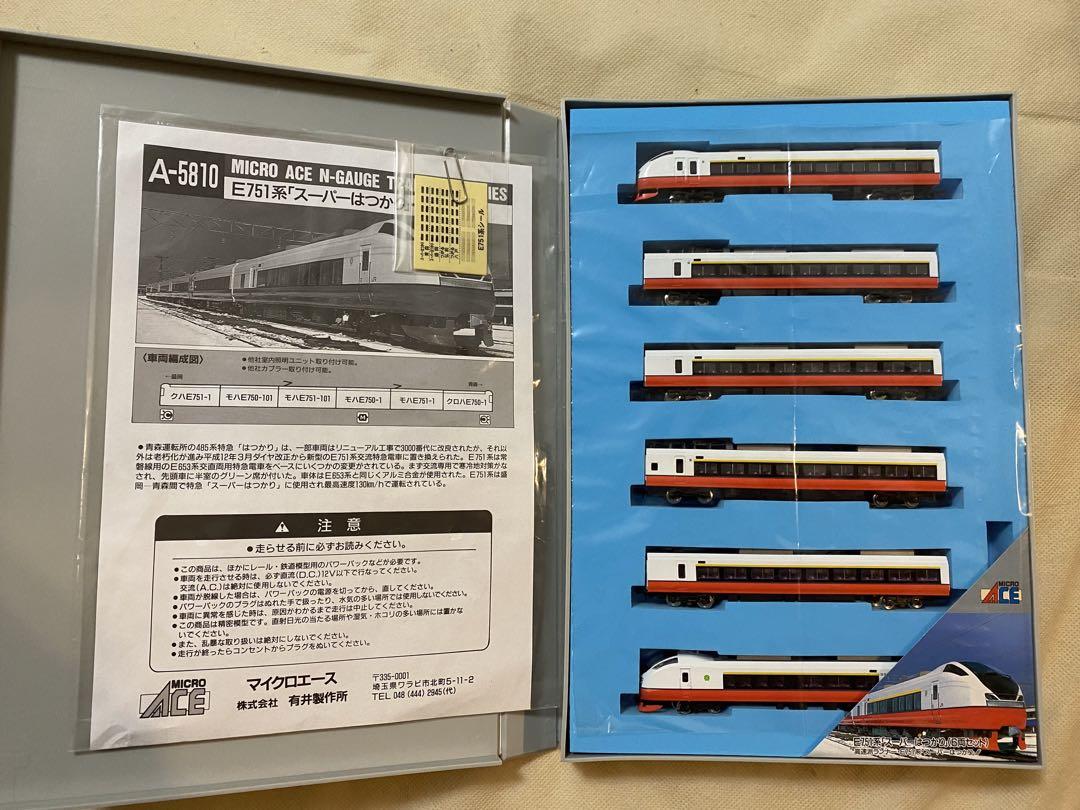 A-5810
MICRO ACE N-GAUGE
E751系「スーパーはつかり
E751系シール
〈車両編成図〉
●他社室内照明ユニット取り付け可能。
●他社カプラー取り付け可能。
←盛岡
青森→
クハE751-1
モハE750-101
モハE751-101
モハE750-1
モハE751-1
クロハE750-1
●青森運転所の485系特急「はつかり」は、一部車両はリニューアル工事で3000番代に改良されたが、それ以
外は老朽化が進み平成12年3月ダイヤ改正から新型のE751系交流特急電車に置き換えられた。E751系は常
磐線用のE653系交直両用特急電車をベースにいくつかの変更がされている。まず交流専用で寒冷地対策がな
され、先頭車に半室のグリーン席が付いた。車体はE653系と同じくアルミ合金が使用された。E751系は盛
岡―青森間で特急「スーパーはつかり」に使用され最高速度130km/hで運転されている。
注意
●走らせる前に必ずお読みください。
●この商品は、ほかにレール・鉄道模型用のパワーパックなどが必要です。
●車両を走行させる時は、必ず直流(D.C.)12V以下で行なってください。
交流(A.C.)は絶対に使用しないでください。
●車両が脱線した場合は、パワーパックの電源を切ってから、直してください。
●パワーパックのプラグはぬれた手で扱ったり、水気の多い場所では使用しないでください。
●車両に異常を感じた時は、原因がわかるまで走行は中止してください。
●この商品は精密模型です。直射日光の当たる場所や湿気・ホコリの多い場所には置かな
いでください。
●また、乱暴な取り扱いは絶対にしないでください。
●走行が終ったらコンセントからプラグをぬいてください。
MICRO
ACE
マイクロエース
株式会社 有井製作所
〒335-0001
埼玉県ワラビ市北町5-11-2
TEL 048 (444) 2945(代)
MICRO
ACE
E751系「スーパーはつかり」(6両セット)